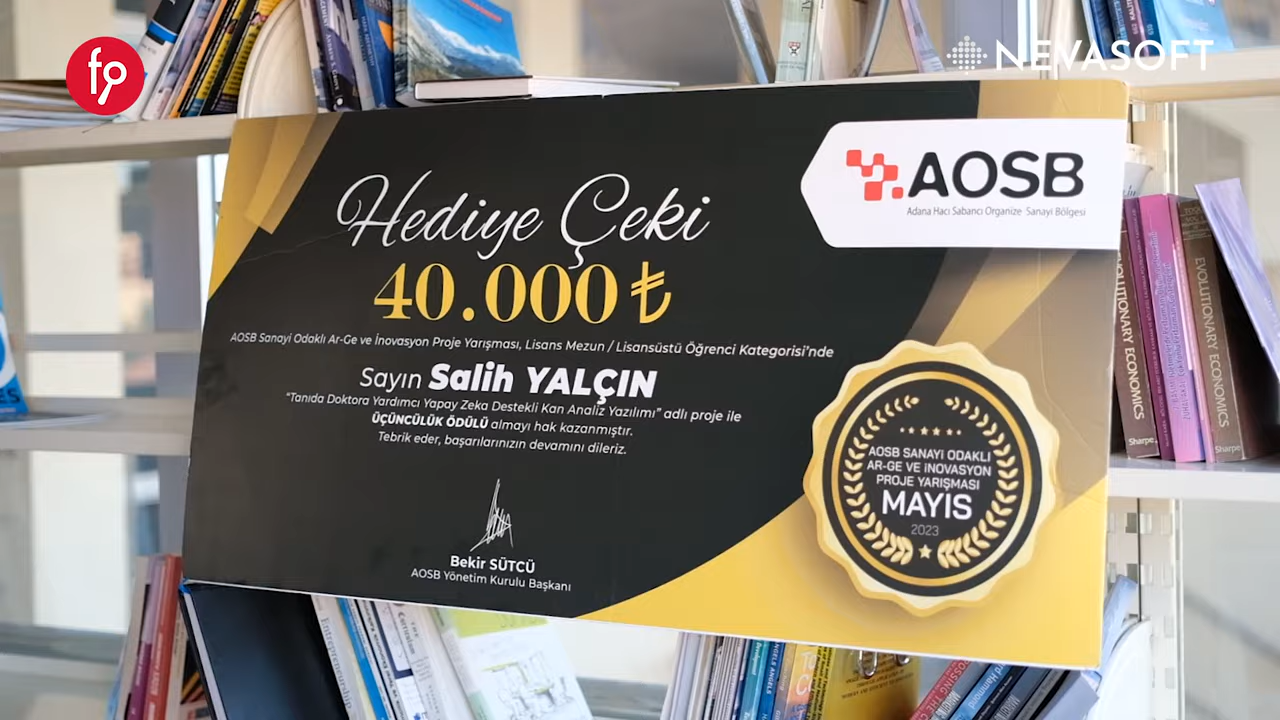 fp
NEVASOFT
AOSB
Adana Hacı Sabancı Organize Sanayi Bölgesi
Hediye Çeki
40.000₺
AOSB Sanayi Odaklı Ar-Ge ve İnovasyon Proje Yarışması, Lisans Mezun / Lisansüstü Öğrenci Kategorisi'nde
Sayın Salih YALÇIN
"Tanıda Doktora Yardımcı Yapay Zeka Destekli Kan Analiz Yazılımı" adlı proje ile
ÜÇÜNCÜLÜK ÖDÜLÜ almayı hak kazanmıştır.
Tebrik eder, başarılarınızın devamını dileriz.
Bekir SÜTCÜ
AOSB Yönetim Kurulu Başkanı
AOSB SANAYI ODAKLI
AR-GE VE iNOVASYON
PROJE YARIŞMASI
MAYIS
2023
EVOLUTIONARY ECONOMICS
Sharpe
EVOLUTIONARY ECONOMICS
Sharpe